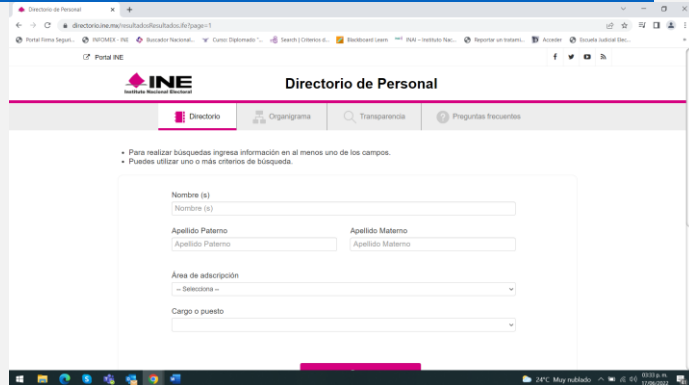 Directorio de Personal
directorio.ine.mx/resultadosResultados.ife?page=1
Portal Firma Seguri...
INFOMEX - INE
Buscador Nacional...
Curso: Diplomado "...
Search | Criterios d...
Blackboard Learn
INAI – Instituto Nac...
Reportar un tratami...
Acceder
Escuela Judicial Elec...
Portal INE
INE
Instituto Nacional Electoral
Directorio de Personal
Directorio
Organigrama
Transparencia
Preguntas frecuentes
Para realizar búsquedas ingresa información en al menos uno de los campos.
Puedes utilizar uno o más criterios de búsqueda.
Nombre (s)
Nombre (s)
Apellido Paterno
Apellido Materno
Apellido Paterno
Apellido Materno
Área de adscripción
-- Selecciona --
Cargo o puesto
24°C Muy nublado
03:33 p. m.
17/08/2022